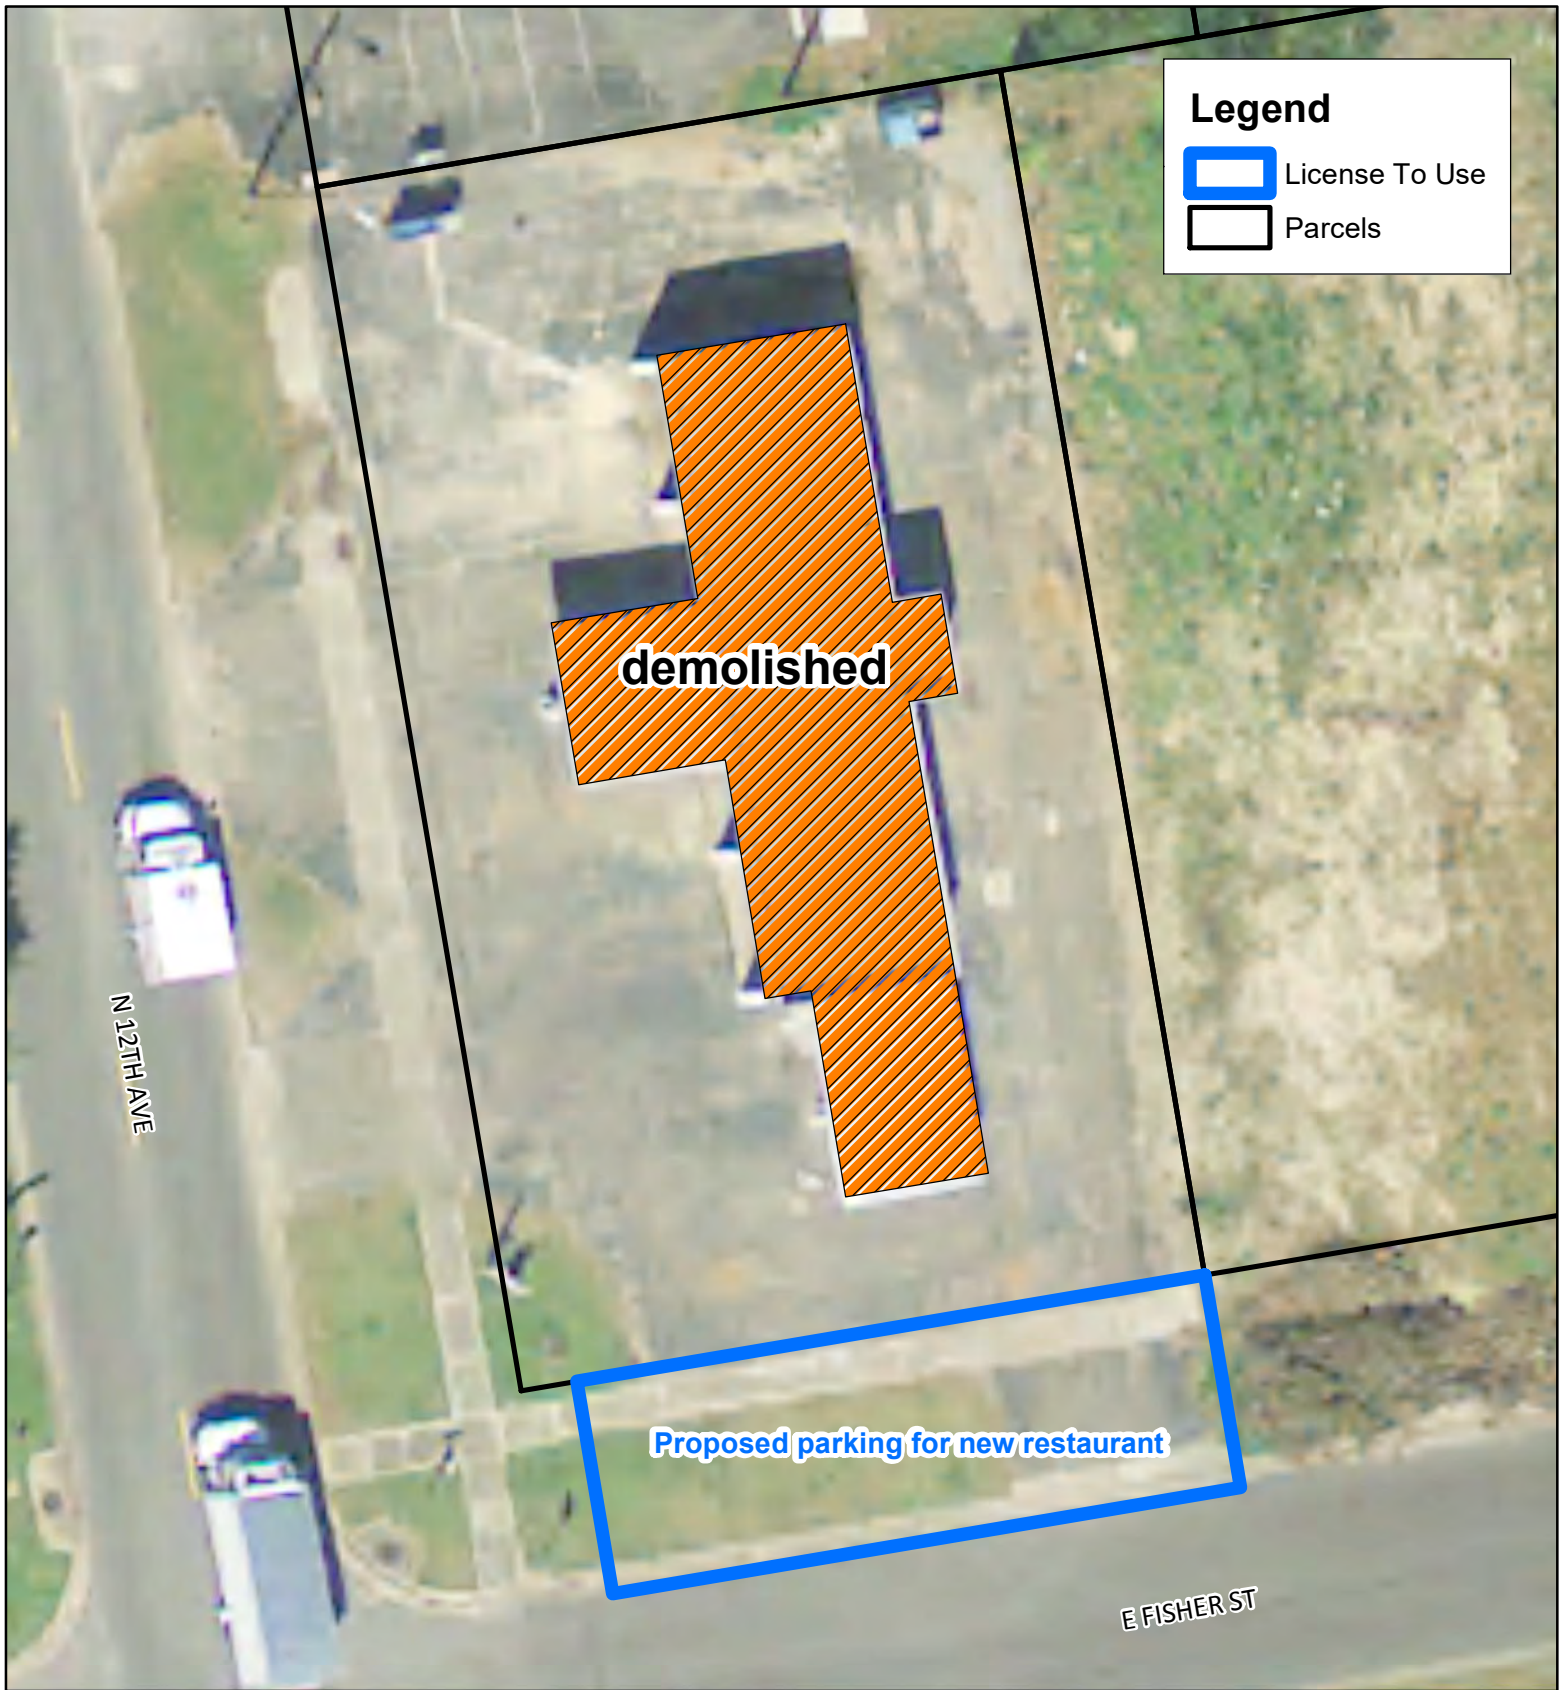 Legend
License To Use
Parcels
demolished
N 12TH AVE
Proposed parking for new restaurant
E FISHER ST